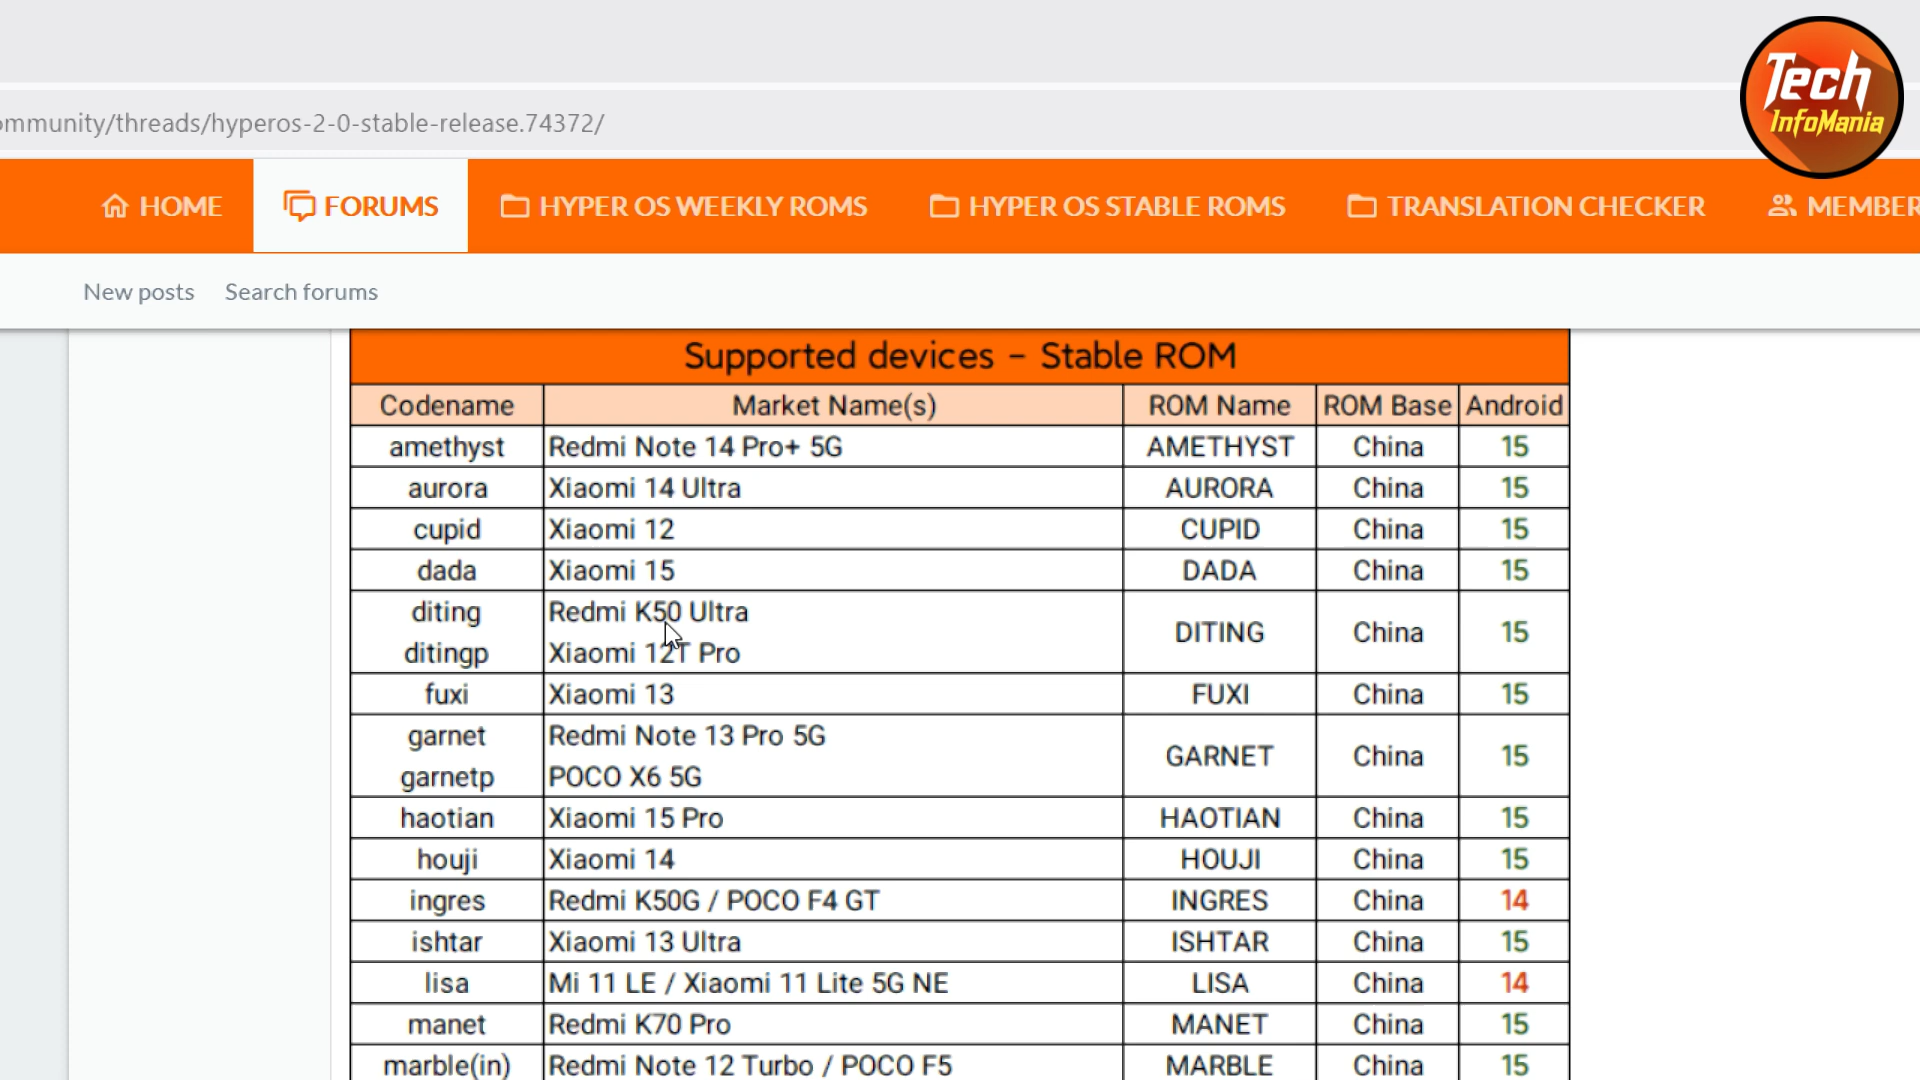 Tech
InfoMania
ommunity/threads/hyperos-2-0-stable-release.74372/
HOME FORUMS HYPER OS WEEKLY ROMS HYPER OS STABLE ROMS TRANSLATION CHECKER MEMBER
New posts Search forums
Supported devices - Stable ROM
Codename Market Name(s) ROM Name ROM Base Android
amethyst Redmi Note 14 Pro+ 5G AMETHYST China 15
aurora Xiaomi 14 Ultra AURORA China 15
cupid Xiaomi 12 CUPID China 15
dada Xiaomi 15 DADA China 15
diting Redmi K50 Ultra
DITING China 15
ditingp Xiaomi 12T Pro
fuxi Xiaomi 13 FUXI China 15
garnet Redmi Note 13 Pro 5G
GARNET China 15
garnetp POCO X6 5G
haotian Xiaomi 15 Pro HAOTIAN China 15
houji Xiaomi 14 HOUJI China 15
ingres Redmi K50G / POCO F4 GT INGRES China 14
ishtar Xiaomi 13 Ultra ISHTAR China 15
lisa Mi 11 LE / Xiaomi 11 Lite 5G NE LISA China 14
manet Redmi K70 Pro MANET China 15
marble(in) Redmi Note 12 Turbo / POCO F5 MARBLE China 15